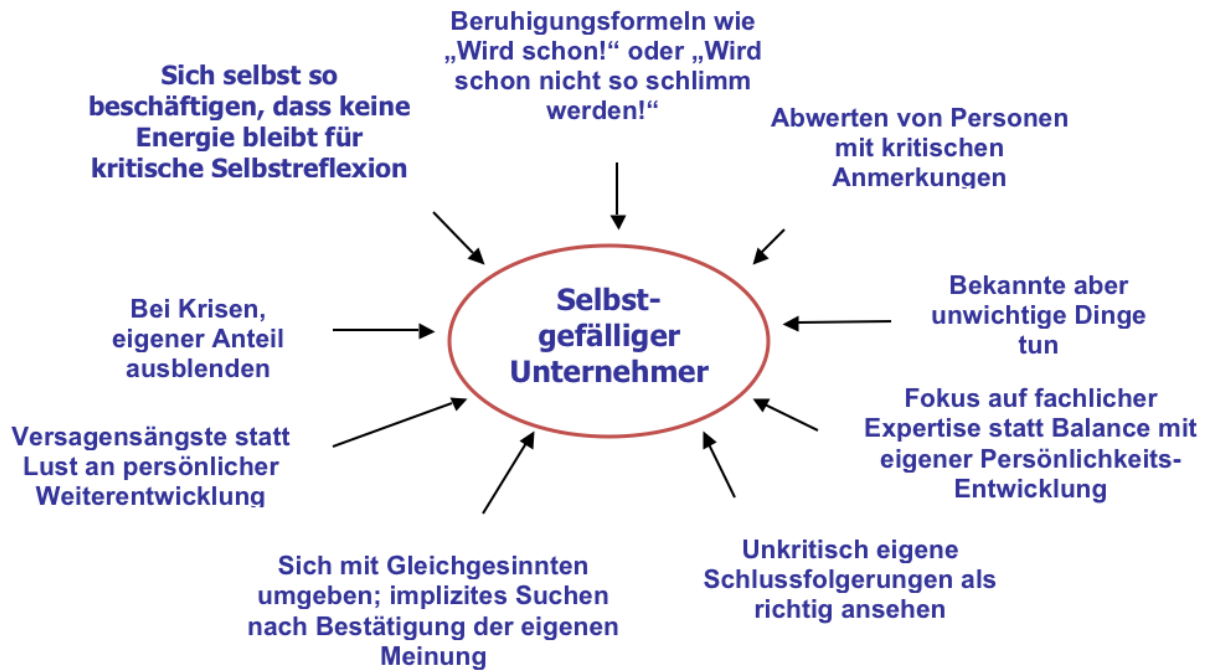 Beruhigungsformeln wie
„Wird schon!“ oder „Wird
schon nicht so schlimm
werden!“
Sich selbst so
beschäftigen, dass keine
Energie bleibt für
kritische Selbstreflexion
Abwerten von Personen
mit kritischen
Anmerkungen
Bei Krisen,
eigener Anteil
ausblenden
Selbst-
gefälliger
Unternehmer
Bekannte aber
unwichtige Dinge
tun
Versagensängste statt
Lust an persönlicher
Weiterentwicklung
Fokus auf fachlicher
Expertise statt Balance mit
eigener Persönlichkeits-
Entwicklung
Sich mit Gleichgesinnten
umgeben; implizites Suchen
nach Bestätigung der eigenen
Meinung
Unkritisch eigene
Schlussfolgerungen als
richtig ansehen